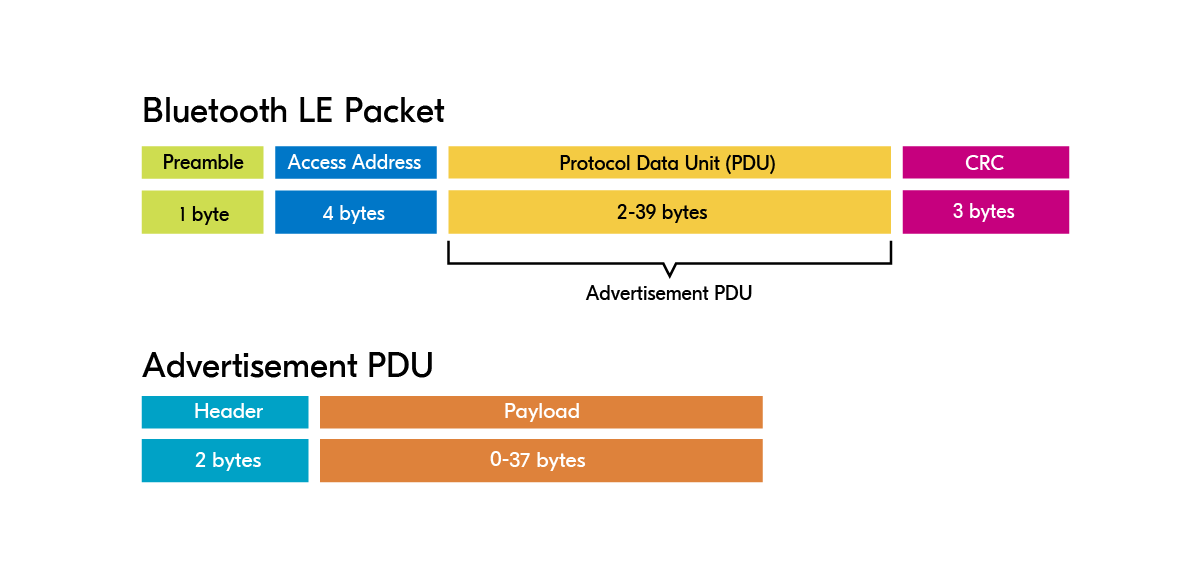 Bluetooth LE Packet
Preamble Access Address Protocol Data Unit (PDU) CRC
1 byte 4 bytes 2-39 bytes 3 bytes
Advertisement PDU
Advertisement PDU
Header Payload
2 bytes 0-37 bytes